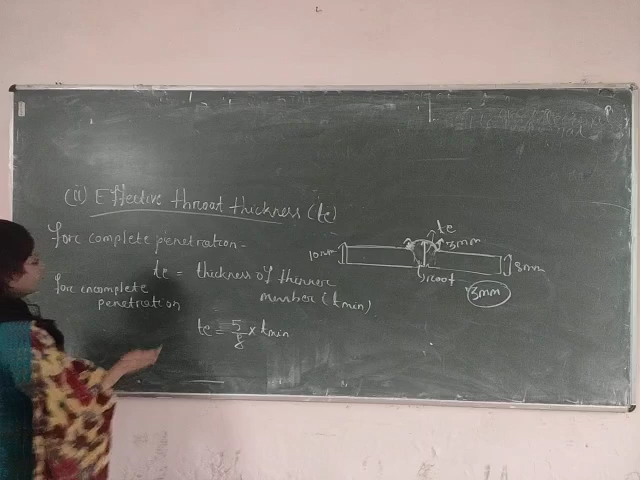 (ii) Effective throat thickness (te)
for complete penetration-
te = thickness of thinner
member (tmin)
for incomplete
penetration
te = 5/8 x tmin
te
3mm
10mm
8mm
root
3mm